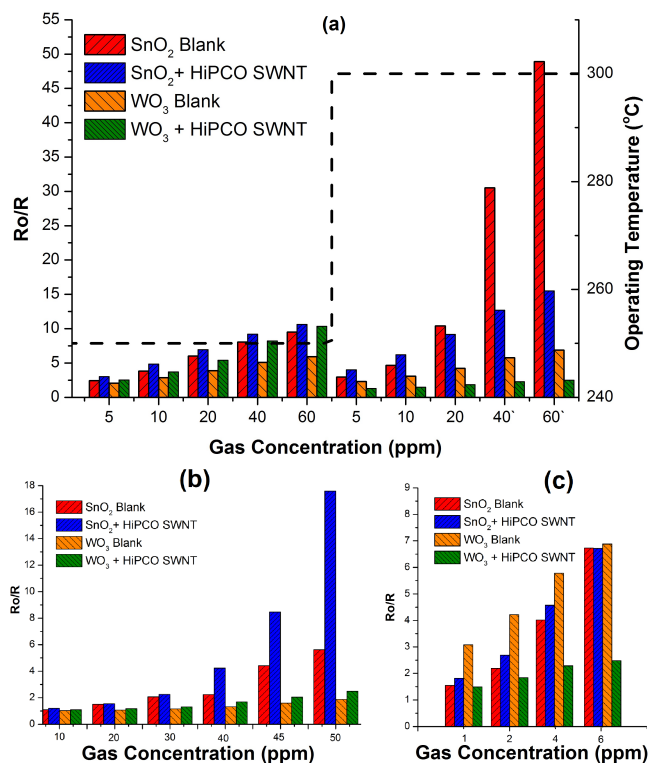 (a)
SnO₂ Blank
SnO₂+ HiPCO SWNT
WO₃ Blank
WO₃ + HiPCO SWNT
55
50
45
40
35
30
25
20
15
10
5
0
Ro/R
300
280
260
240
Operating Temperature (°C)
5 10 20 40 60 5 10 20 40` 60`
Gas Concentration (ppm)
(b)
SnO₂ Blank
SnO₂+ HiPCO SWNT
WO₃ Blank
WO₃ + HiPCO SWNT
18
16
14
12
10
8
6
4
2
0
Ro/R
10 20 30 40 45 50
Gas Concentration (ppm)
(c)
SnO₂ Blank
SnO₂+ HiPCO SWNT
WO₃ Blank
WO₃ + HiPCO SWNT
9
8
7
6
5
4
3
2
1
0
Ro/R
1 2 4 6
Gas Concentration (ppm)